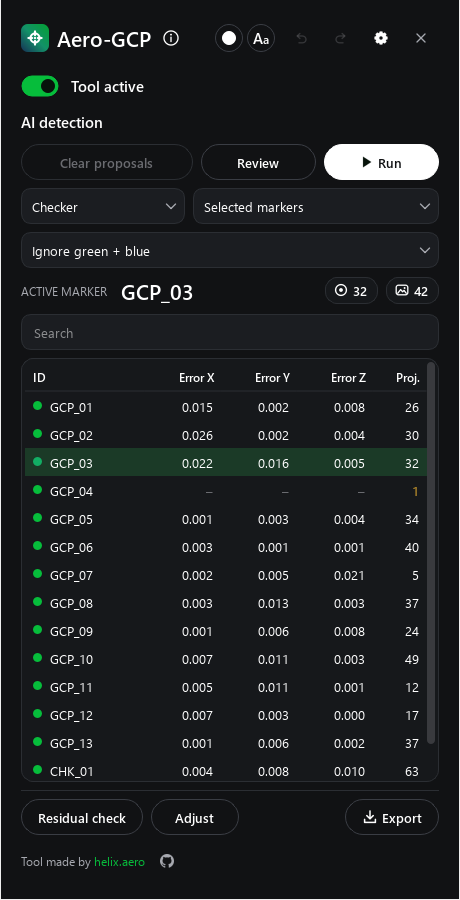 Aero-GCP
Aa
Tool active
AI detection
Clear proposals Review Run
Checker Selected markers
Ignore green + blue
ACTIVE MARKER GCP_03 32 42
Search
ID Error X Error Y Error Z Proj.
GCP_01 0.015 0.002 0.008 26
GCP_02 0.026 0.002 0.004 30
GCP_03 0.022 0.016 0.005 32
GCP_04 – – – 1
GCP_05 0.001 0.003 0.004 34
GCP_06 0.003 0.001 0.001 40
GCP_07 0.002 0.005 0.021 5
GCP_08 0.003 0.013 0.003 37
GCP_09 0.001 0.006 0.008 24
GCP_10 0.007 0.011 0.003 49
GCP_11 0.005 0.011 0.001 12
GCP_12 0.007 0.003 0.000 17
GCP_13 0.001 0.006 0.002 37
CHK_01 0.004 0.008 0.010 63
Residual check Adjust Export
Tool made by helix.aero